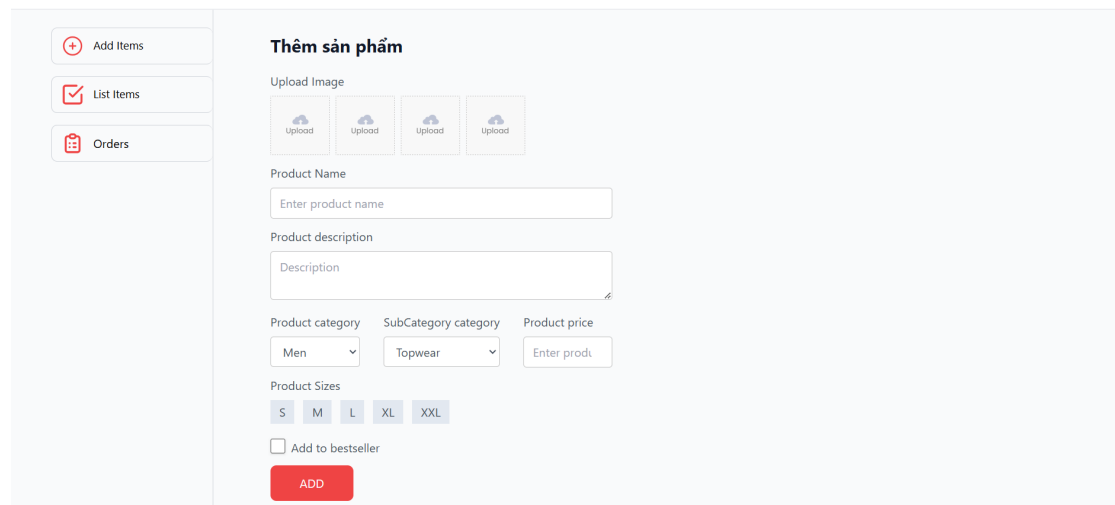 Add Items
List Items
Orders
Thêm sản phẩm
Upload Image
Upload Upload Upload Upload
Product Name
Enter product name
Product description
Description
Product category SubCategory category Product price
Men Topwear Enter produ
Product Sizes
S M L XL XXL
Add to bestseller
ADD